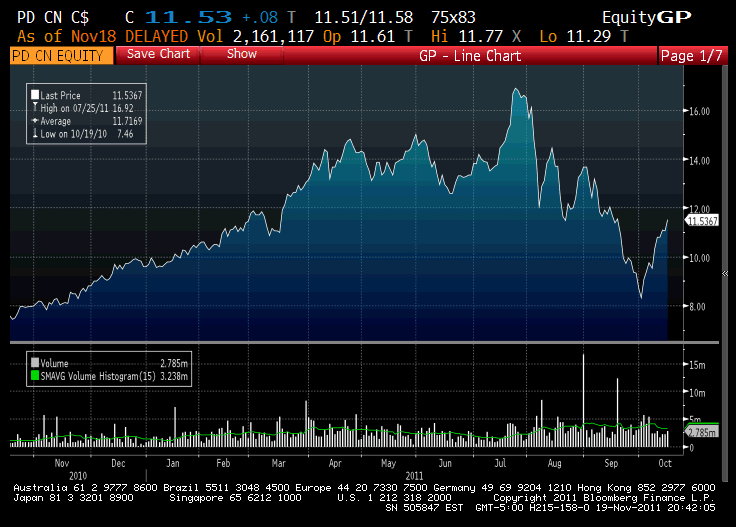 PD CN C$ C 11.53 +.08 T 11.51/11.58 75x83 EquityGP
As of Nov18 DELAYED Vol 2,161,117 Op 11.61 T Hi 11.77 X Lo 11.29 T
PD CN EQUITY Save Chart Show GP - Line Chart Page 1/7
Last Price 11.5367
High on 07/25/11 16.92
Average 11.7169
Low on 10/19/10 7.46
16.00
14.00
12.00
11.5367
10.00
8.00
Volume 2.785m
SMAVG Volume Histogram(15) 3.238m
15m
10m
2.785m
0
Nov Dec Jan Feb Mar Apr May Jun Jul Aug Sep Oct
2010 2011
Australia 61 2 9777 8600 Brazil 5511 3048 4500 Europe 44 20 7330 7500 Germany 49 69 9204 1210 Hong Kong 852 2977 6000
Japan 81 3 3201 8900 Singapore 65 6212 1000 U.S. 1 212 318 2000 Copyright 2011 Bloomberg Finance L.P.
SN 505847 EST GMT-5:00 H215-158-0 19-Nov-2011 20:42:05